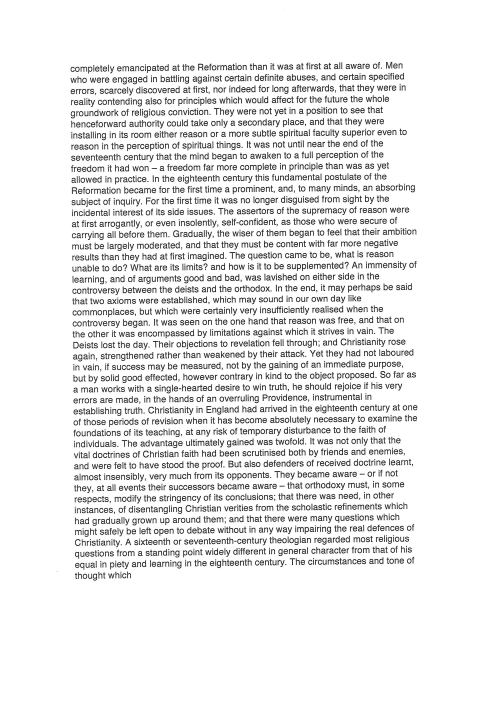 completely emancipated at the Reformation than it was at first at all aware of. Men
who were engaged in battling against certain definite abuses, and certain specified
errors, scarcely discovered at first, nor indeed for long afterwards, that they were in
reality contending also for principles which would affect for the future the whole
groundwork of religious conviction. They were not yet in a position to see that
henceforward authority could take only a secondary place, and that they were
installing in its room either reason or a more subtle spiritual faculty superior even to
reason in the perception of spiritual things. It was not until near the end of the
seventeenth century that the mind began to awaken to a full perception of the
freedom it had won – a freedom far more complete in principle than was as yet
allowed in practice. In the eighteenth century this fundamental postulate of the
Reformation became for the first time a prominent, and, to many minds, an absorbing
subject of inquiry. For the first time it was no longer disguised from sight by the
incidental interest of its side issues. The assertors of the supremacy of reason were
at first arrogantly, or even insolently, self-confident, as those who were secure of
carrying all before them. Gradually, the wiser of them began to feel that their ambition
must be largely moderated, and that they must be content with far more negative
results than they had at first imagined. The question came to be, what is reason
unable to do? What are its limits? and how is it to be supplemented? An immensity of
learning, and of arguments good and bad, was lavished on either side in the
controversy between the deists and the orthodox. In the end, it may perhaps be said
that two axioms were established, which may sound in our own day like
commonplaces, but which were certainly very insufficiently realised when the
controversy began. It was seen on the one hand that reason was free, and that on
the other it was encompassed by limitations against which it strives in vain. The
Deists lost the day. Their objections to revelation fell through; and Christianity rose
again, strengthened rather than weakened by their attack. Yet they had not laboured
in vain, if success may be measured, not by the gaining of an immediate purpose,
but by solid good effected, however contrary in kind to the object proposed. So far as
a man works with a single-hearted desire to win truth, he should rejoice if his very
errors are made, in the hands of an overruling Providence, instrumental in
establishing truth. Christianity in England had arrived in the eighteenth century at one
of those periods of revision when it has become absolutely necessary to examine the
foundations of its teaching, at any risk of temporary disturbance to the faith of
individuals. The advantage ultimately gained was twofold. It was not only that the
vital doctrines of Christian faith had been scrutinised both by friends and enemies,
and were felt to have stood the proof. But also defenders of received doctrine learnt,
almost insensibly, very much from its opponents. They became aware – or if not
they, at all events their successors became aware – that orthodoxy must, in some
respects, modify the stringency of its conclusions; that there was need, in other
instances, of disentangling Christian verities from the scholastic refinements which
had gradually grown up around them; and that there were many questions which
might safely be left open to debate without in any way impairing the real defences of
Christianity. A sixteenth or seventeenth-century theologian regarded most religious
questions from a standing point widely different in general character from that of his
equal in piety and learning in the eighteenth century. The circumstances and tone of
thought which